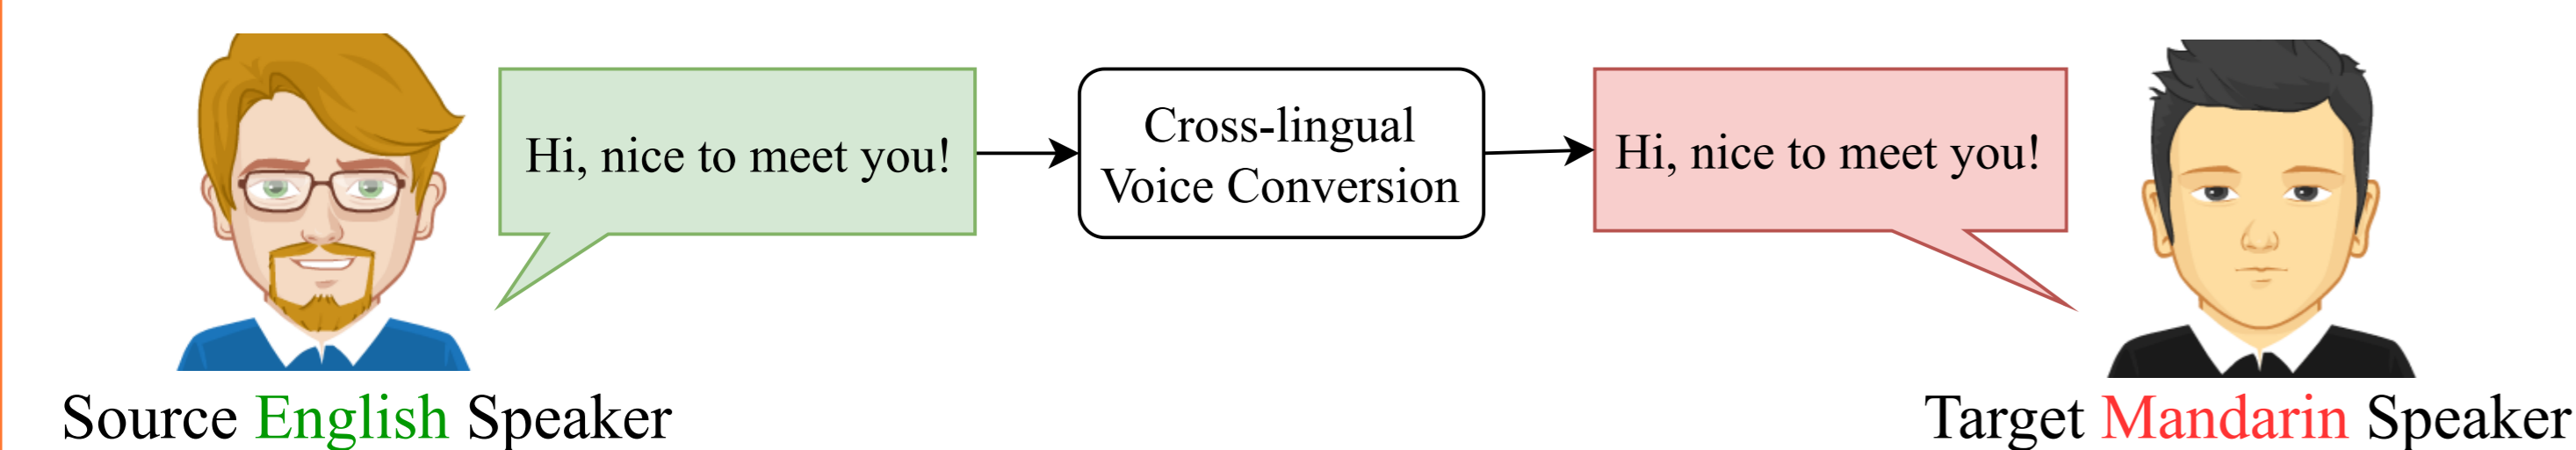 Hi, nice to meet you!
Cross-lingual
Voice Conversion
Hi, nice to meet you!
Source English Speaker
Target Mandarin Speaker